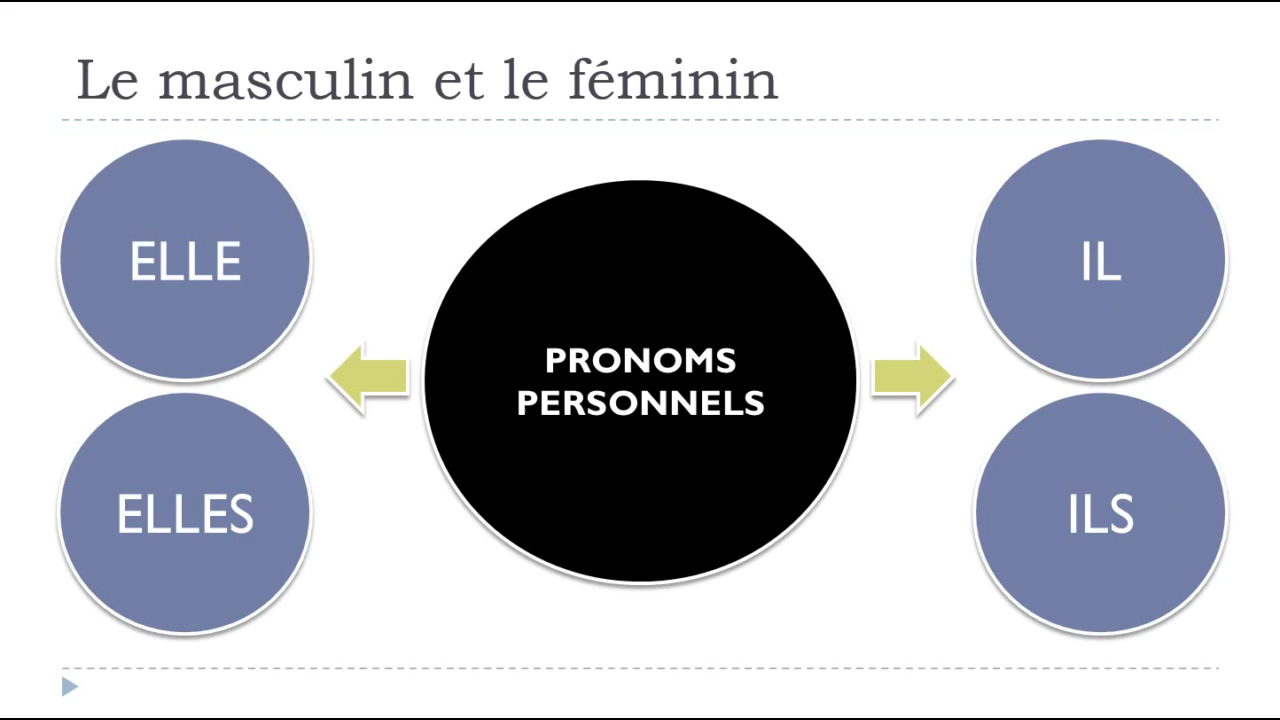 Le masculin et le féminin
ELLE
ELLES
PRONOMS
PERSONNELS
IL
ILS